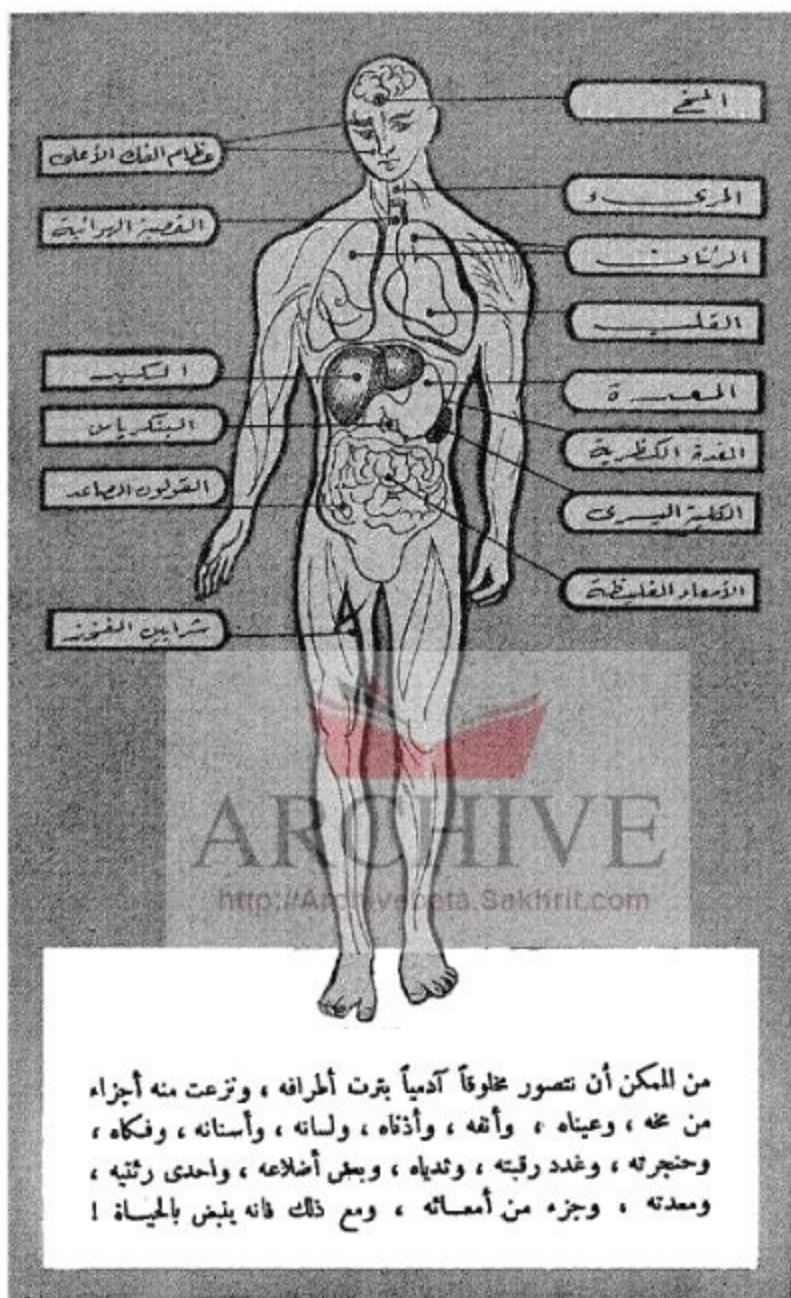 المخ
عظام الفك الأعلى
المرىء
القصبة الهوائية
الرئتان
القلب
الكبد
المعدة
البنكرياس
الغدة الكظرية
القولون الصاعد
الكلية اليسرى
الأمعاء الغليظة
شرايين الفخذ
ARCHIVE
http://Archivebeta.Sakhrit.com
من الممكن أن نتصور مخلوقاً آدمياً بترت أطرافه ، ونزعت منه أجزاء
من مخه ، وعيناه ، وأنفه ، وأذناه ، ولسانه ، وأسنانه ، وفكاه ،
وحنجرته ، وغدد رقبته ، وثدياه ، وبعض أضلاعه ، واحدى رئتيه ،
ومعدته ، وجزء من أمعائه ، ومع ذلك فانه ينبض بالحياة !